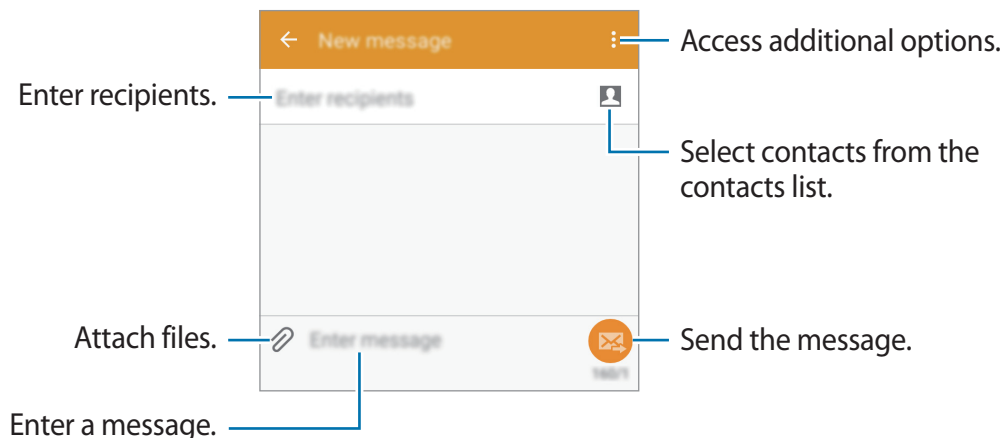 New message
Access additional options.
Enter recipients.
Enter recipients
Select contacts from the
contacts list.
Attach files.
Enter message
Send the message.
160/1
Enter a message.